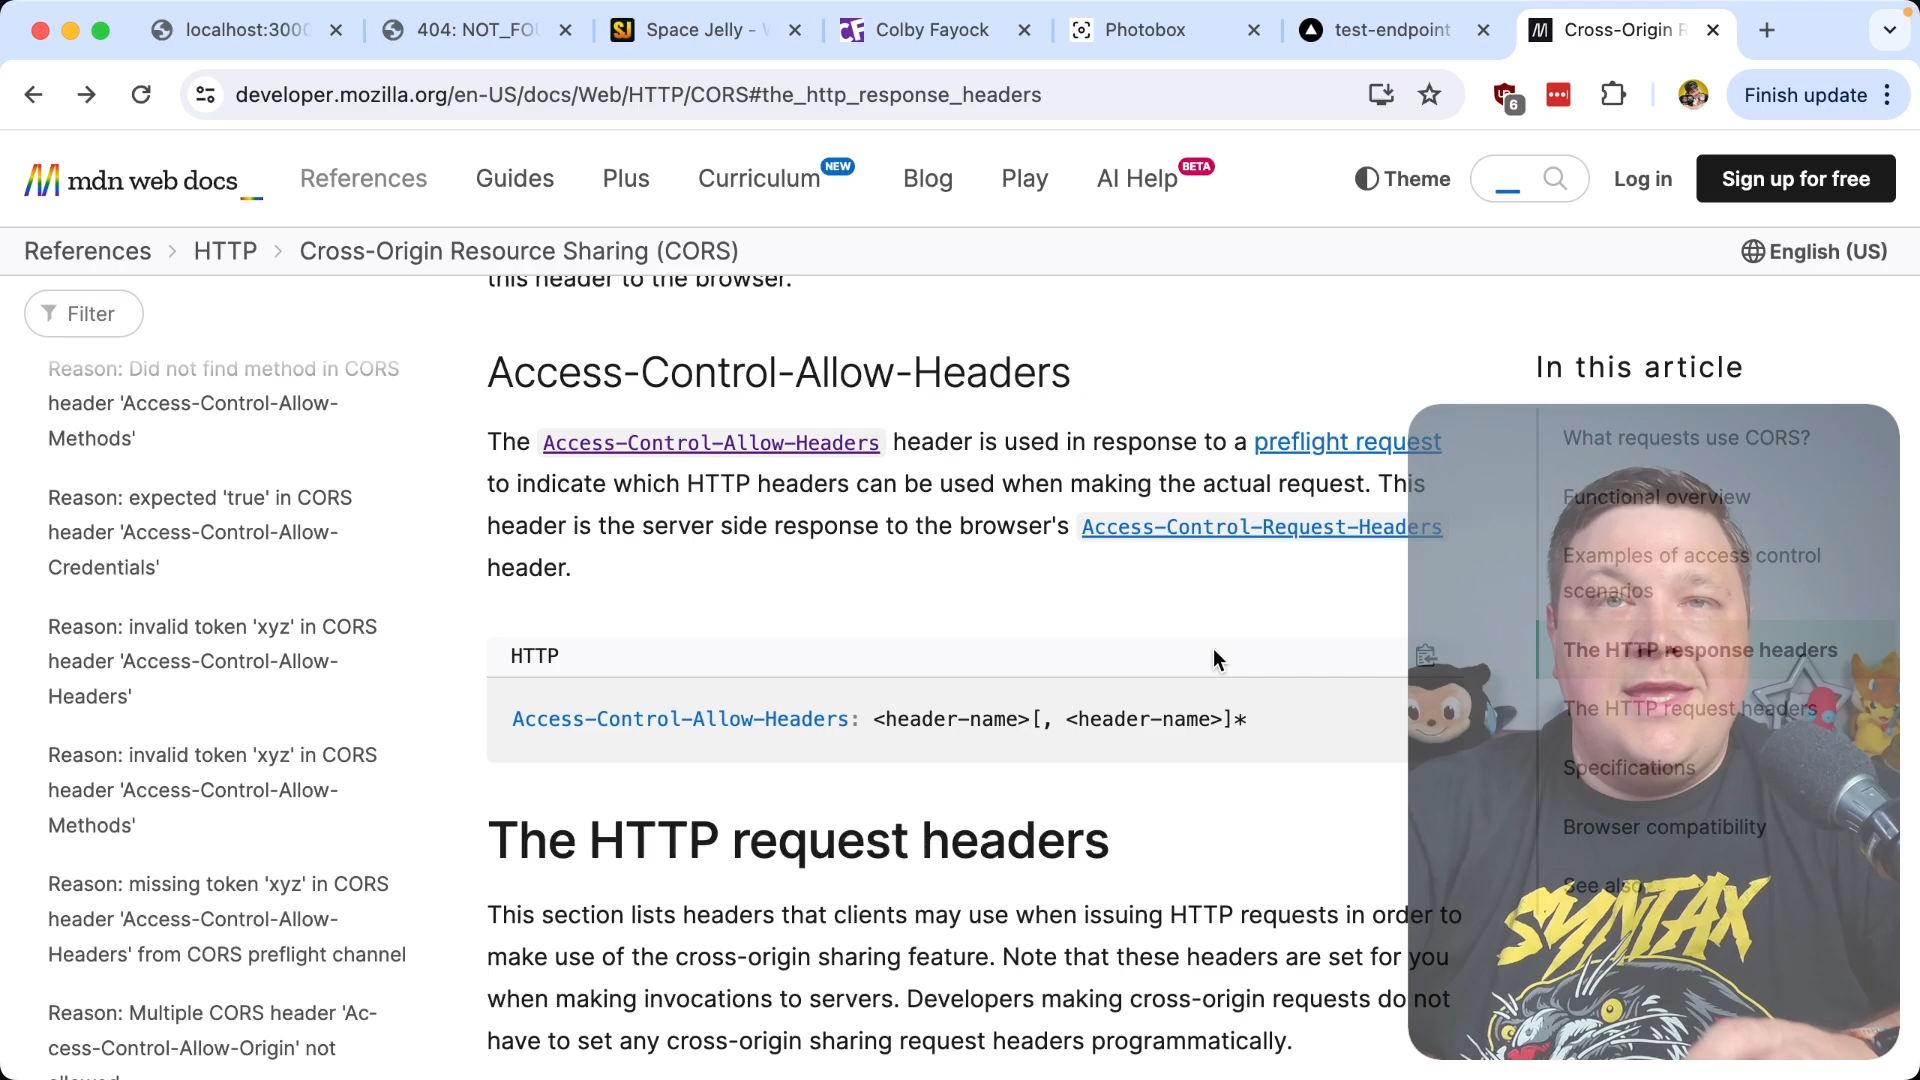 localhost:3000
404: NOT_FOU
Space Jelly - W
Colby Fayock
Photobox
test-endpoint
Cross-Origin R
developer.mozilla.org/en-US/docs/Web/HTTP/CORS#the_http_response_headers
6
Finish update
mdn web docs
References
Guides
Plus
Curriculum NEW
Blog
Play
AI Help BETA
Theme
Log in
Sign up for free
References > HTTP > Cross-Origin Resource Sharing (CORS)
English (US)
Filter
Reason: Did not find method in CORS
header 'Access-Control-Allow-
Methods'
Reason: expected 'true' in CORS
header 'Access-Control-Allow-
Credentials'
Reason: invalid token 'xyz' in CORS
header 'Access-Control-Allow-
Headers'
Reason: invalid token 'xyz' in CORS
header 'Access-Control-Allow-
Methods'
Reason: missing token 'xyz' in CORS
header 'Access-Control-Allow-
Headers' from CORS preflight channel
Reason: Multiple CORS header 'Ac-
cess-Control-Allow-Origin' not
allowed
this header to the browser.
Access-Control-Allow-Headers
The Access-Control-Allow-Headers header is used in response to a preflight request
to indicate which HTTP headers can be used when making the actual request. This
header is the server side response to the browser's Access-Control-Request-Headers
header.
HTTP
Access-Control-Allow-Headers: <header-name>[, <header-name>]*
The HTTP request headers
This section lists headers that clients may use when issuing HTTP requests in order to
make use of the cross-origin sharing feature. Note that these headers are set for you
when making invocations to servers. Developers making cross-origin requests do not
have to set any cross-origin sharing request headers programmatically.
In this article
What requests use CORS?
Functional overview
Examples of access control
scenarios
The HTTP response headers
The HTTP request headers
Specifications
Browser compatibility
See also
SYNTAX